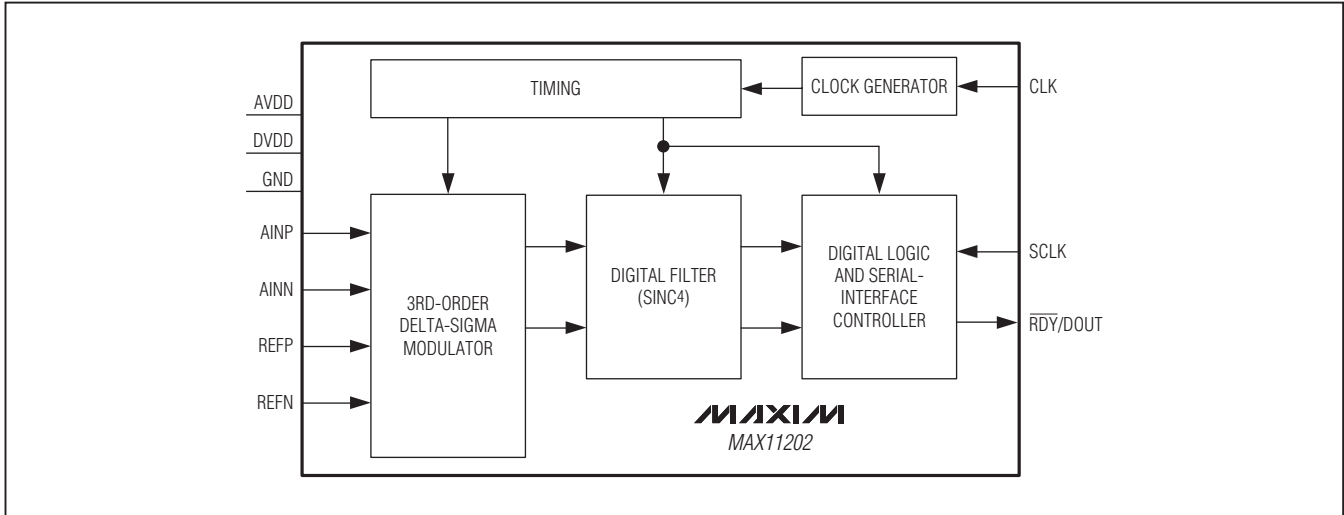 TIMING
CLOCK GENERATOR
CLK
AVDD
DVDD
GND
AINP
AINN
REFP
REFN
3RD-ORDER
DELTA-SIGMA
MODULATOR
DIGITAL FILTER
(SINC4)
DIGITAL LOGIC
AND SERIAL-
INTERFACE
CONTROLLER
SCLK
RDY/DOUT
MAXIM
MAX11202